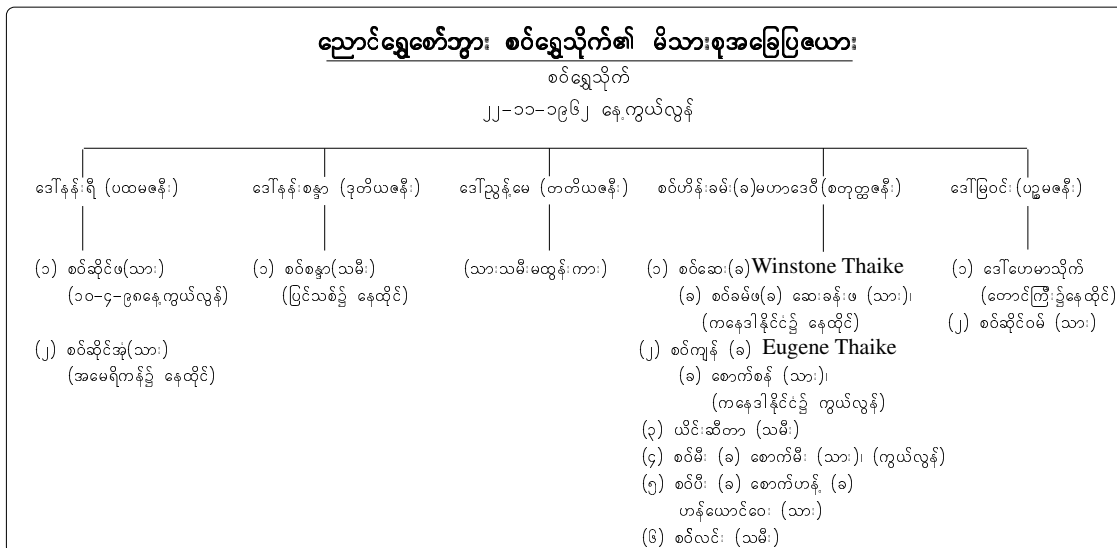 ညောင်ရွှေစော်ဘွား စဝ်ရွှေသိုက်၏ မိသားစုအခြေပြဇယား
စဝ်ရွှေသိုက်
၂၂-၁၁-၁၉၆၂ နေ့ကွယ်လွန်
ဒေါ်နန်းရီ (ပထမဇနီး)
ဒေါ်နန်းစန္ဒာ (ဒုတိယဇနီး)
ဒေါ်ညွန့်မေ (တတိယဇနီး)
စဝ်ဟိန်းခမ်း(ခ)မဟာဒေဝီ(စတုတ္ထဇနီး)
ဒေါ်မြဝင်း(ပဉ္စမဇနီး)
(၁) စဝ်ဆိုင်ဖ(သား)
(၁၀-၄-၉၈နေ့ကွယ်လွန်)
(၂) စဝ်ဆိုင်အုံ(သား)
(အမေရိကန်၌ နေထိုင်)
(၁) စဝ်စန္ဒာ(သမီး)
(ပြင်သစ်၌ နေထိုင်)
(သားသမီးမထွန်းကား)
(၁) စဝ်ဆေး(ခ)Winstone Thaike
(ခ) စဝ်ခမ်ဖ(ခ) ဆေးခန်းဖ (သား)၊
(ကနေဒါနိုင်ငံ၌ နေထိုင်)
(၂) စဝ်ကျန် (ခ) Eugene Thaike
(ခ) စောက်စန် (သား)၊
(ကနေဒါနိုင်ငံ၌ ကွယ်လွန်)
(၃) ယိင်းဆီတာ (သမီး)
(၄) စဝ်မီး (ခ) စောက်မီး (သား)၊ (ကွယ်လွန်)
(၅) စဝ်ပီး (ခ) စောက်ဟန့် (ခ)
ဟန်ယောင်ဝေး (သား)
(၆) စဝ်လင်း (သမီး)
(၁) ဒေါ်ဟေမာသိုက်
(တောင်ကြီး၌နေထိုင်)
(၂) စဝ်ဆိုင်ဝမ် (သား)